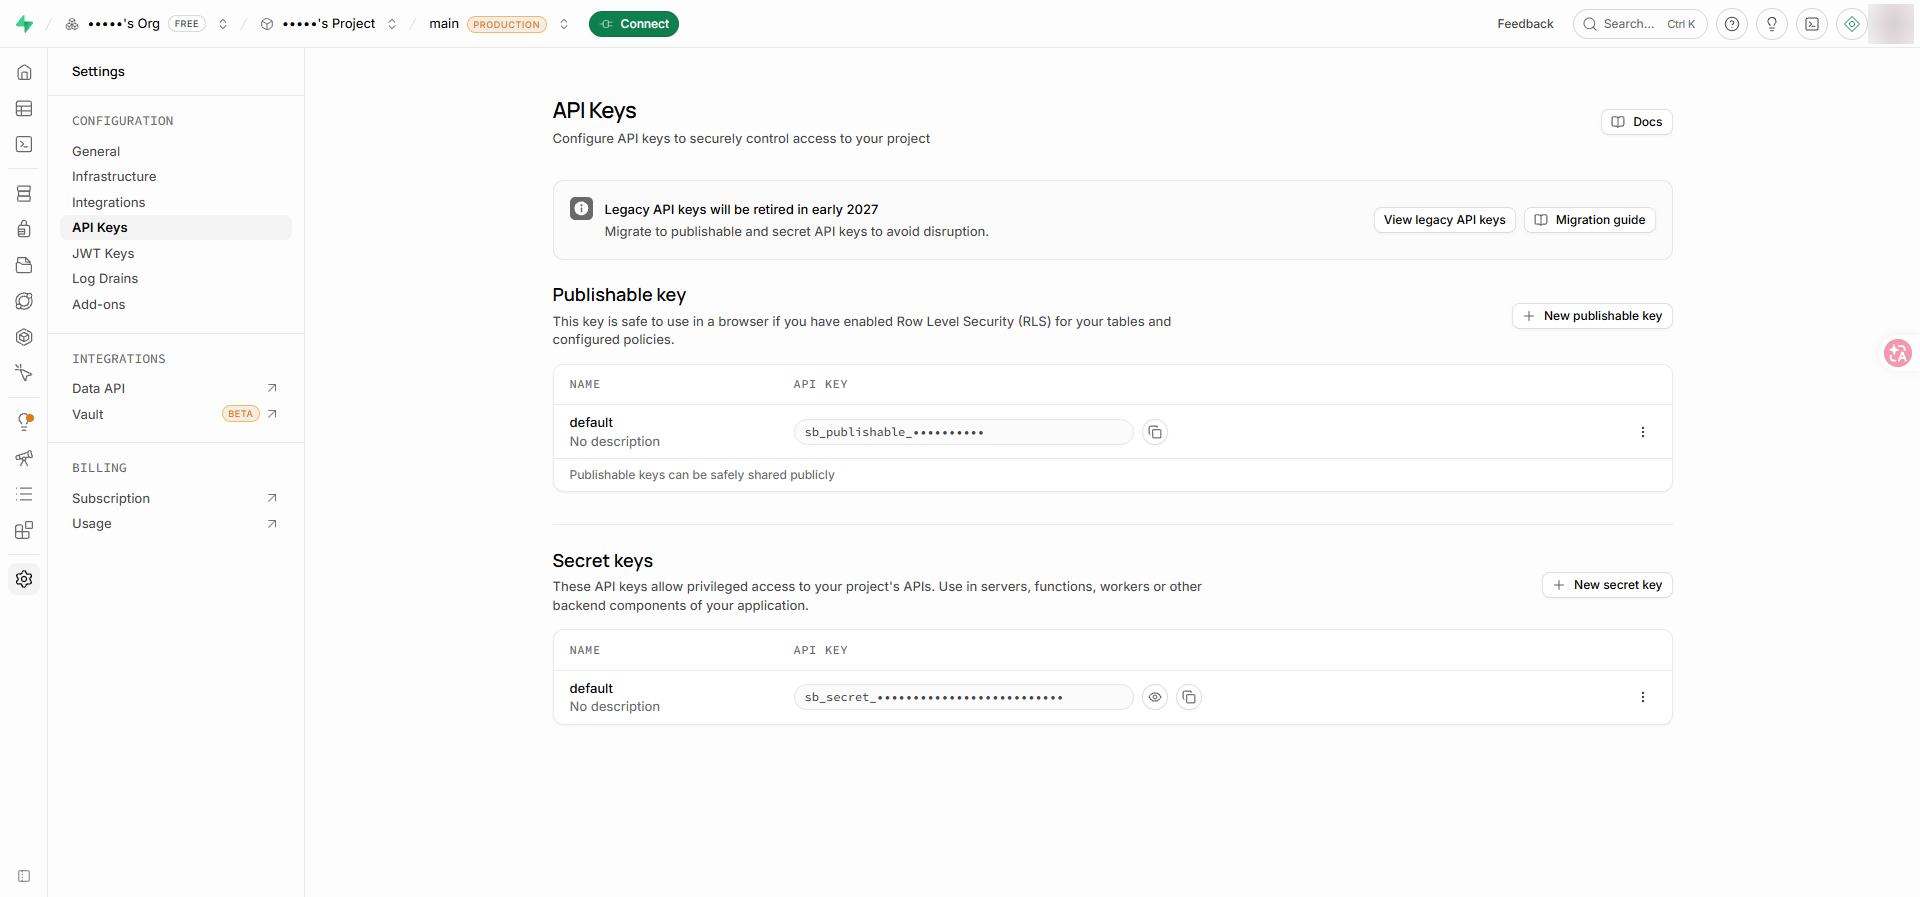 •••••'s Org FREE •••••'s Project main PRODUCTION Connect Feedback Search... Ctrl K
Settings
CONFIGURATION
General
Infrastructure
Integrations
API Keys
JWT Keys
Log Drains
Add-ons
INTEGRATIONS
Data API
Vault BETA
BILLING
Subscription
Usage
API Keys
Configure API keys to securely control access to your project
Docs
Legacy API keys will be retired in early 2027
Migrate to publishable and secret API keys to avoid disruption.
View legacy API keys Migration guide
Publishable key
This key is safe to use in a browser if you have enabled Row Level Security (RLS) for your tables and
configured policies.
New publishable key
NAME API KEY
default
No description
sb_publishable_••••••••••
Publishable keys can be safely shared publicly
Secret keys
These API keys allow privileged access to your project's APIs. Use in servers, functions, workers or other
backend components of your application.
New secret key
NAME API KEY
default
No description
sb_secret_••••••••••••••••••••••••••